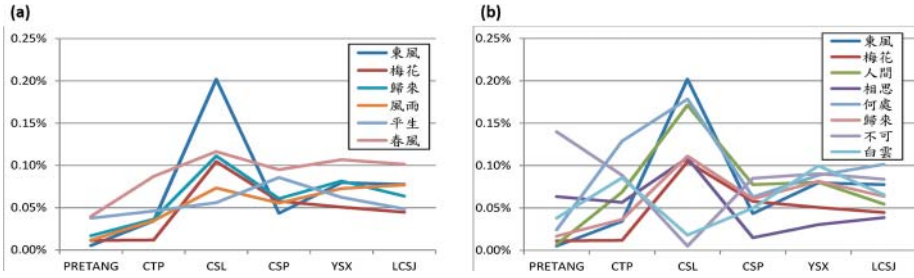 (a)
0.25%
0.20%
0.15%
0.10%
0.05%
0.00%
PRETANG CTP CSL CSP YSX LCSJ
東風
梅花
歸來
風雨
平生
春風
(b)
0.25%
0.20%
0.15%
0.10%
0.05%
0.00%
PRETANG CTP CSL CSP YSX LCSJ
東風
梅花
人間
相思
何處
歸來
不可
白雲